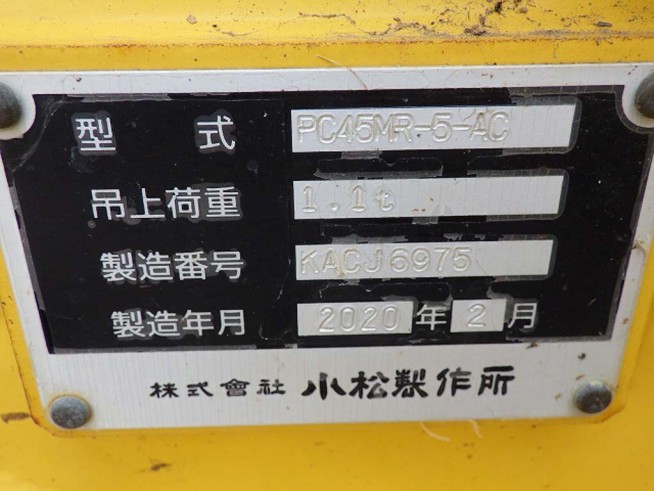 型式 PC45MR-5-AC
吊上荷重 1.1t
製造番号 KACJ6975
製造年月 2020年2月
株式會社 小松製作所